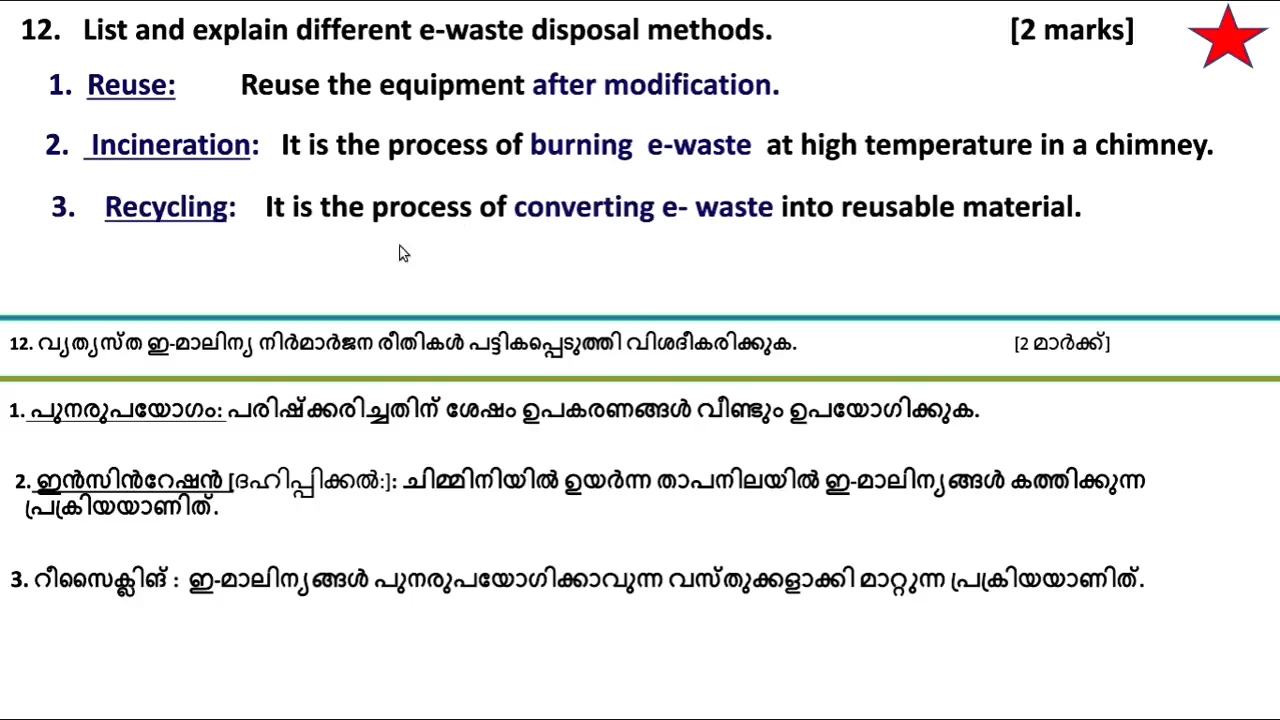 12. List and explain different e-waste disposal methods. [2 marks]
1. Reuse: Reuse the equipment after modification.
2. Incineration: It is the process of burning e-waste at high temperature in a chimney.
3. Recycling: It is the process of converting e- waste into reusable material.
12. വ്യത്യസ്ത ഇ-മാലിന്യ നിർമാർജന രീതികൾ പട്ടികപ്പെടുത്തി വിശദീകരിക്കുക. [2 മാർക്ക്]
1. പുനരുപയോഗം: പരിഷ്ക്കരിച്ചതിന് ശേഷം ഉപകരണങ്ങൾ വീണ്ടും ഉപയോഗിക്കുക.
2. ഇൻസിൻറേഷൻ [ദഹിപ്പിക്കൽ:]: ചിമ്മിനിയിൽ ഉയർന്ന താപനിലയിൽ ഇ-മാലിന്യങ്ങൾ കത്തിക്കുന്ന
പ്രക്രിയയാണിത്.
3. റീസൈക്ലിങ് : ഇ-മാലിന്യങ്ങൾ പുനരുപയോഗിക്കാവുന്ന വസ്തുക്കളാക്കി മാറ്റുന്ന പ്രക്രിയയാണിത്.